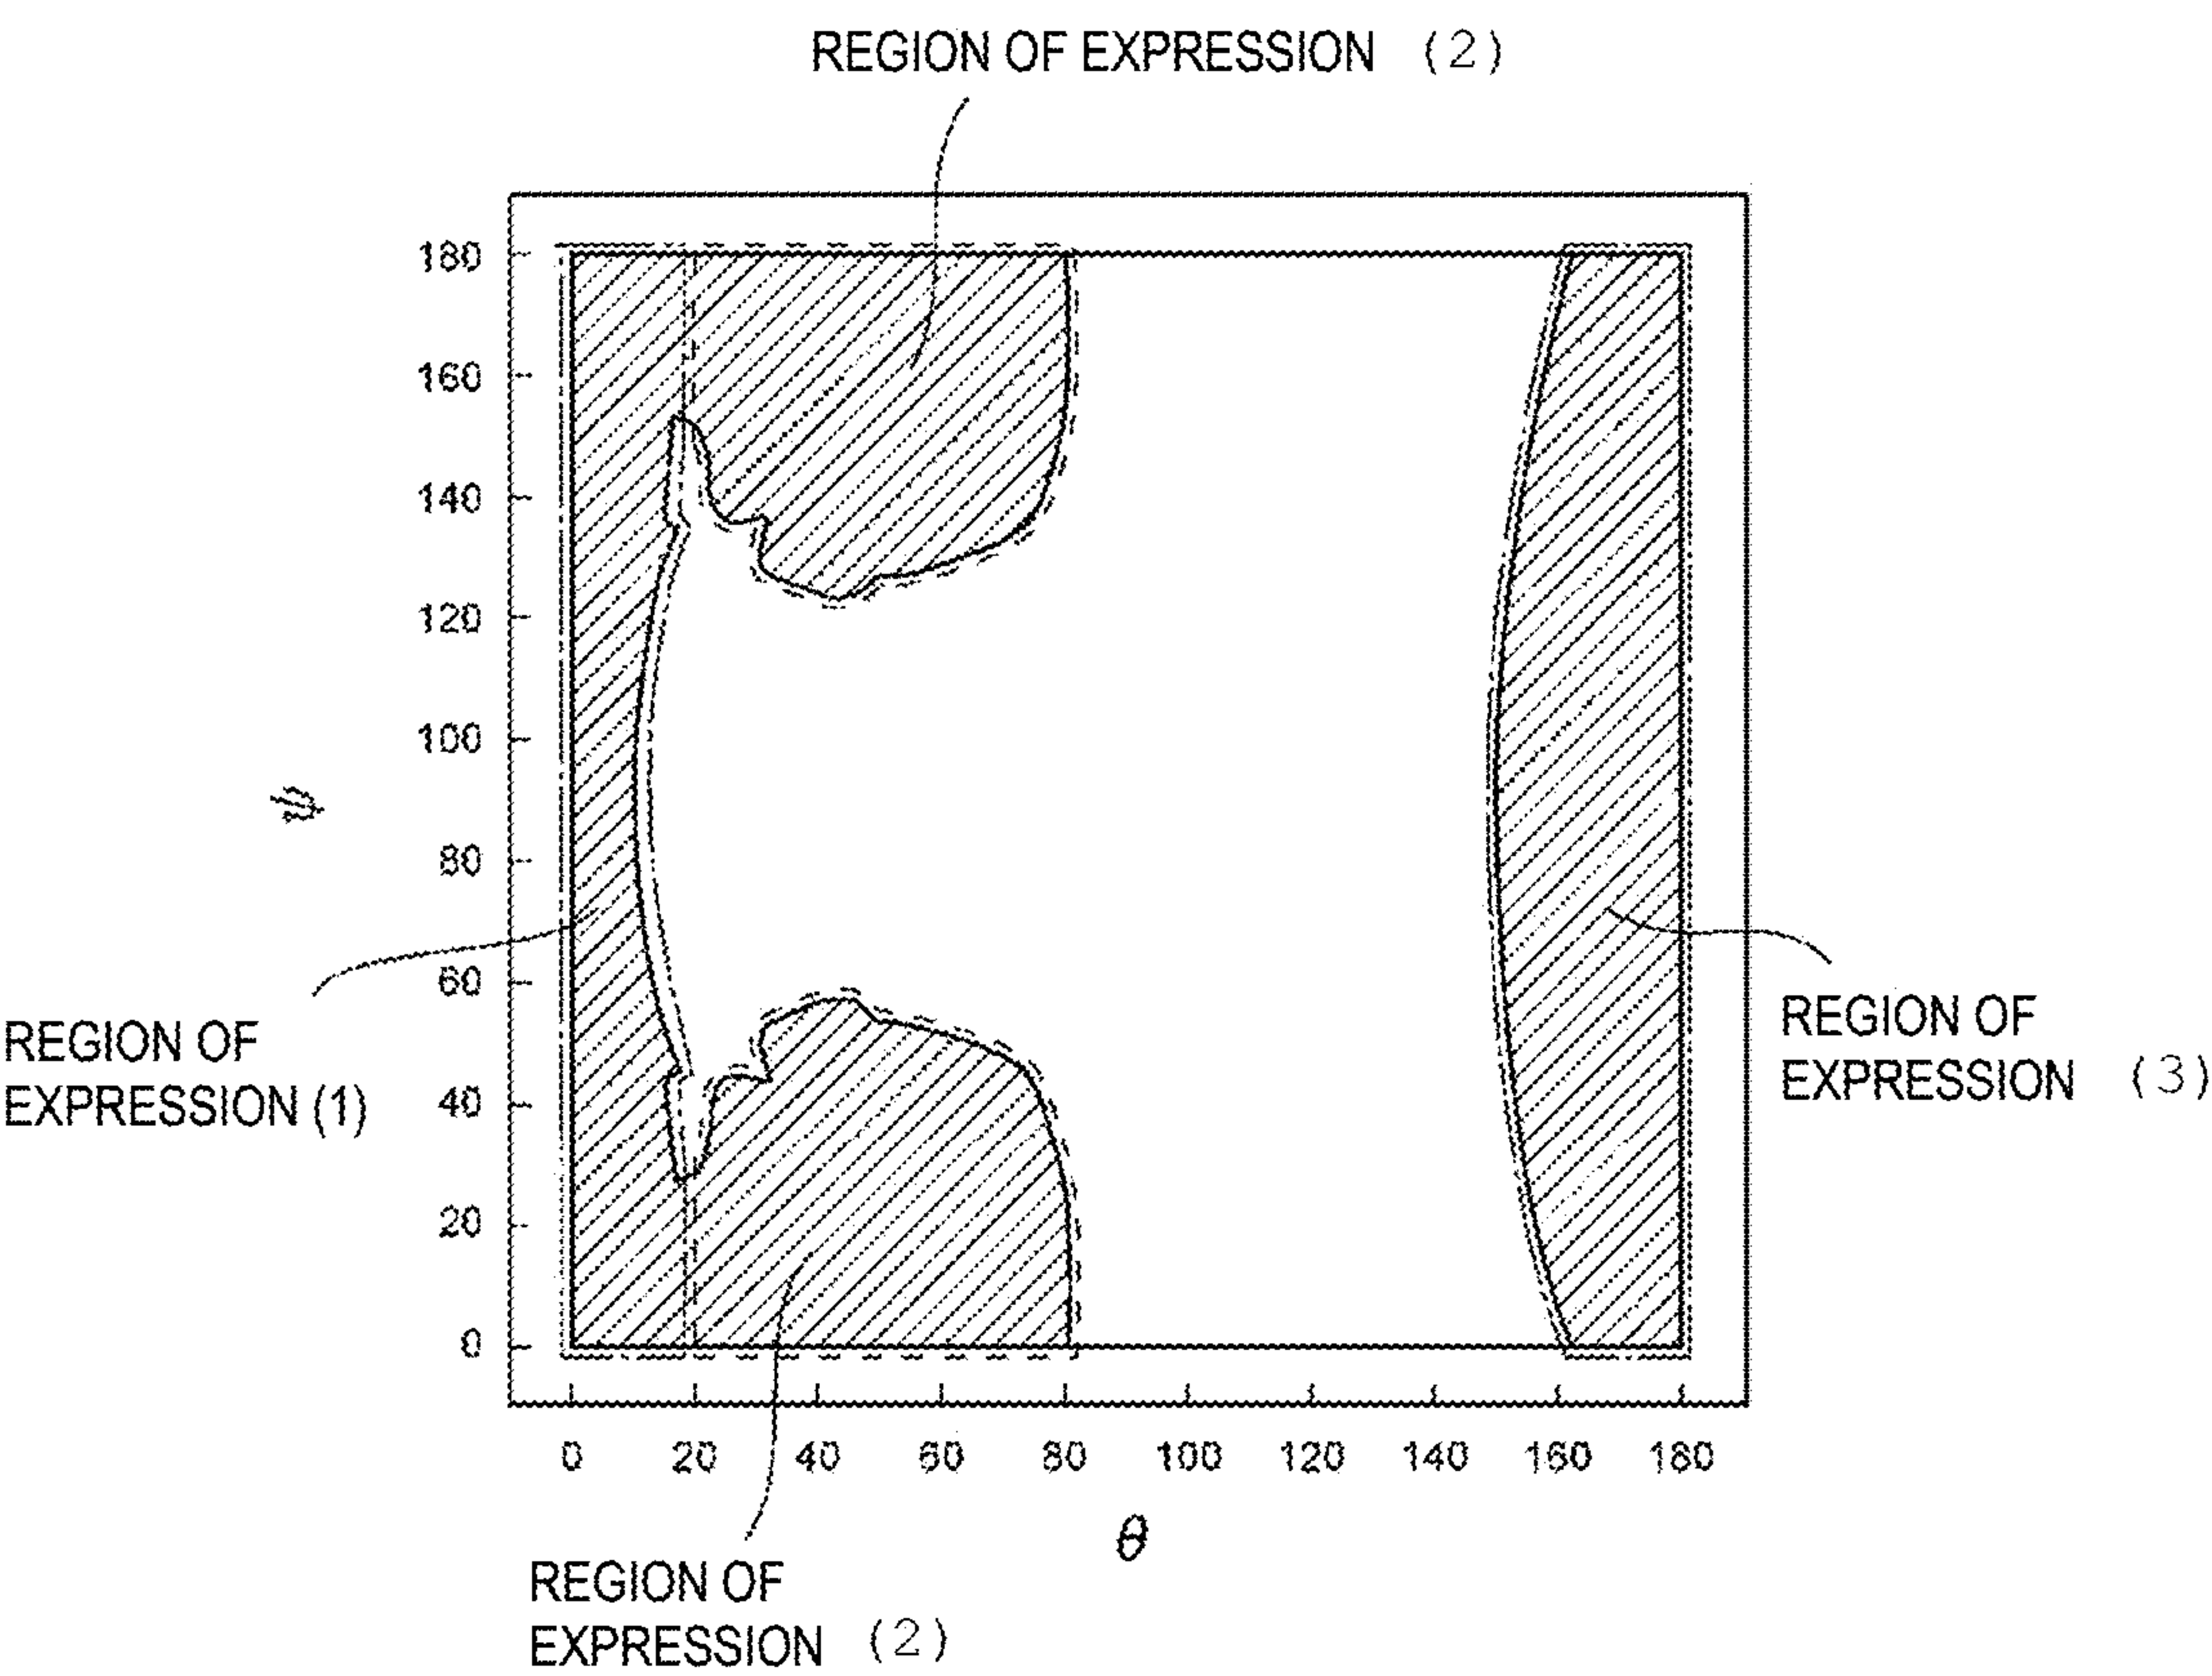 REGION OF EXPRESSION (2)
180
160
140
120
100
80
60
40
20
0
ψ
REGION OF
EXPRESSION (1)
REGION OF
EXPRESSION (3)
0 20 40 60 80 100 120 140 160 180
θ
REGION OF
EXPRESSION (2)